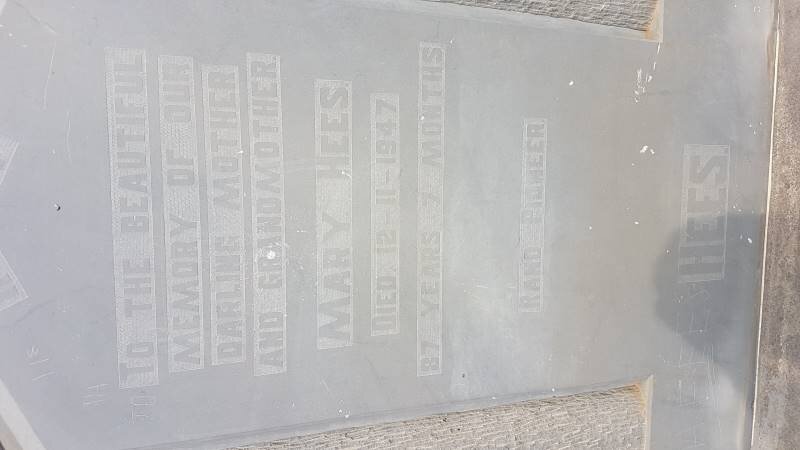 TO THE BEAUTIFUL
MEMORY OF OUR
DARLING MOTHER
AND GRANDMOTHER
MARY HEES
DIED 12-11-1947
87 YEARS 7 MONTHS
RAND PIONEER
HEES